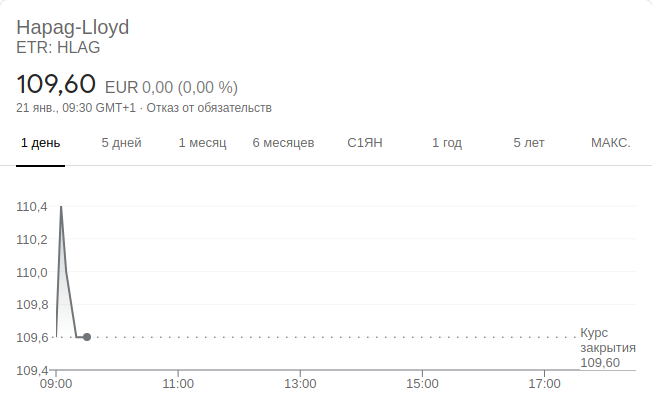 Hapag-Lloyd
ETR: HLAG
109,60 EUR 0,00 (0,00 %)
21 янв., 09:30 GMT+1 · Отказ от обязательств
1 день 5 дней 1 месяц 6 месяцев С1ЯН 1 год 5 лет МАКС.
110,4
110,2
110,0
109,8
109,6
109,4
Курс
закрытия
109,60
09:00 11:00 13:00 15:00 17:00